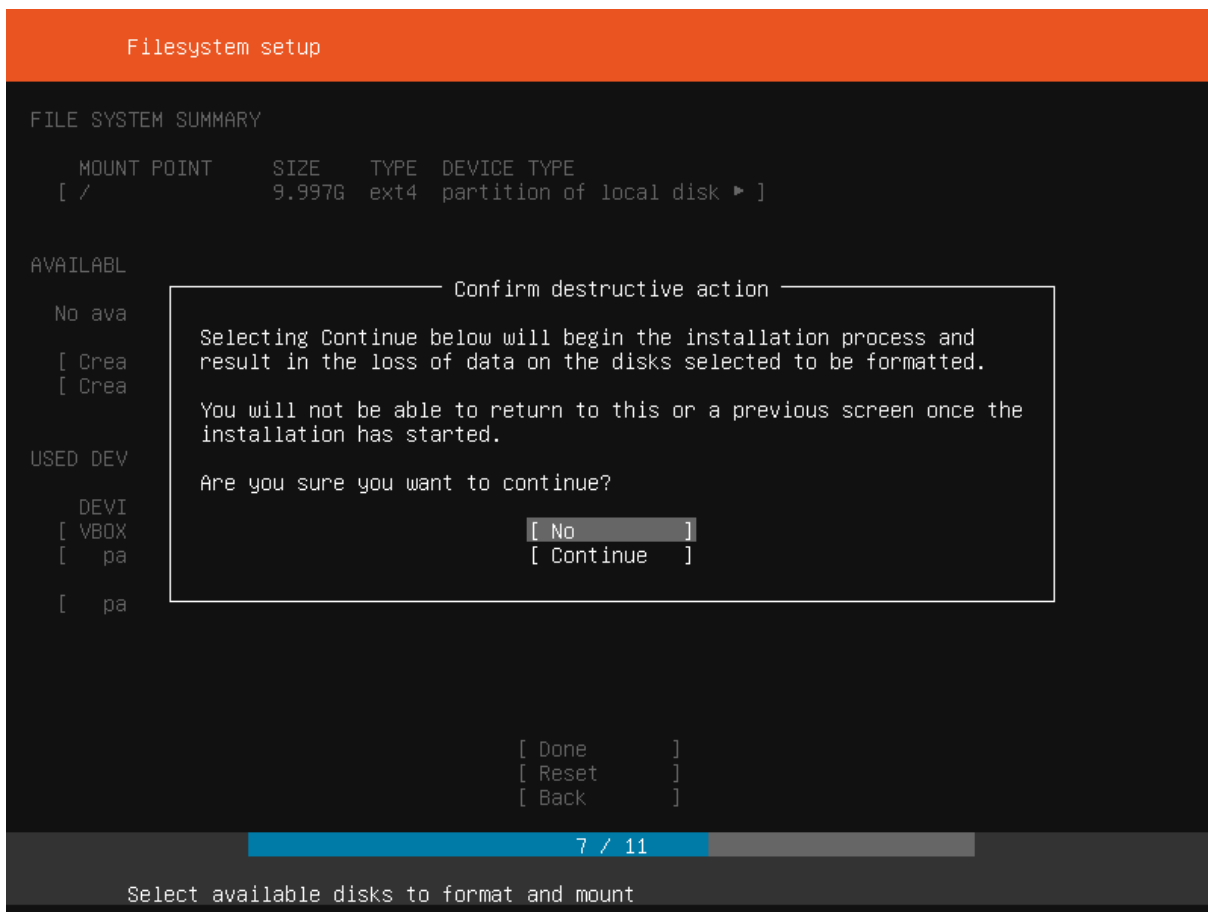 Filesystem setup
FILE SYSTEM SUMMARY
MOUNT POINT SIZE TYPE DEVICE TYPE
[ / 9.997G ext4 partition of local disk ▸ ]
AVAILABL
No ava
[ Crea
[ Crea
USED DEV
DEVI
[ VBOX
[ pa
[ pa
Confirm destructive action
Selecting Continue below will begin the installation process and
result in the loss of data on the disks selected to be formatted.
You will not be able to return to this or a previous screen once the
installation has started.
Are you sure you want to continue?
[ No ]
[ Continue ]
[ Done ]
[ Reset ]
[ Back ]
7 / 11
Select available disks to format and mount